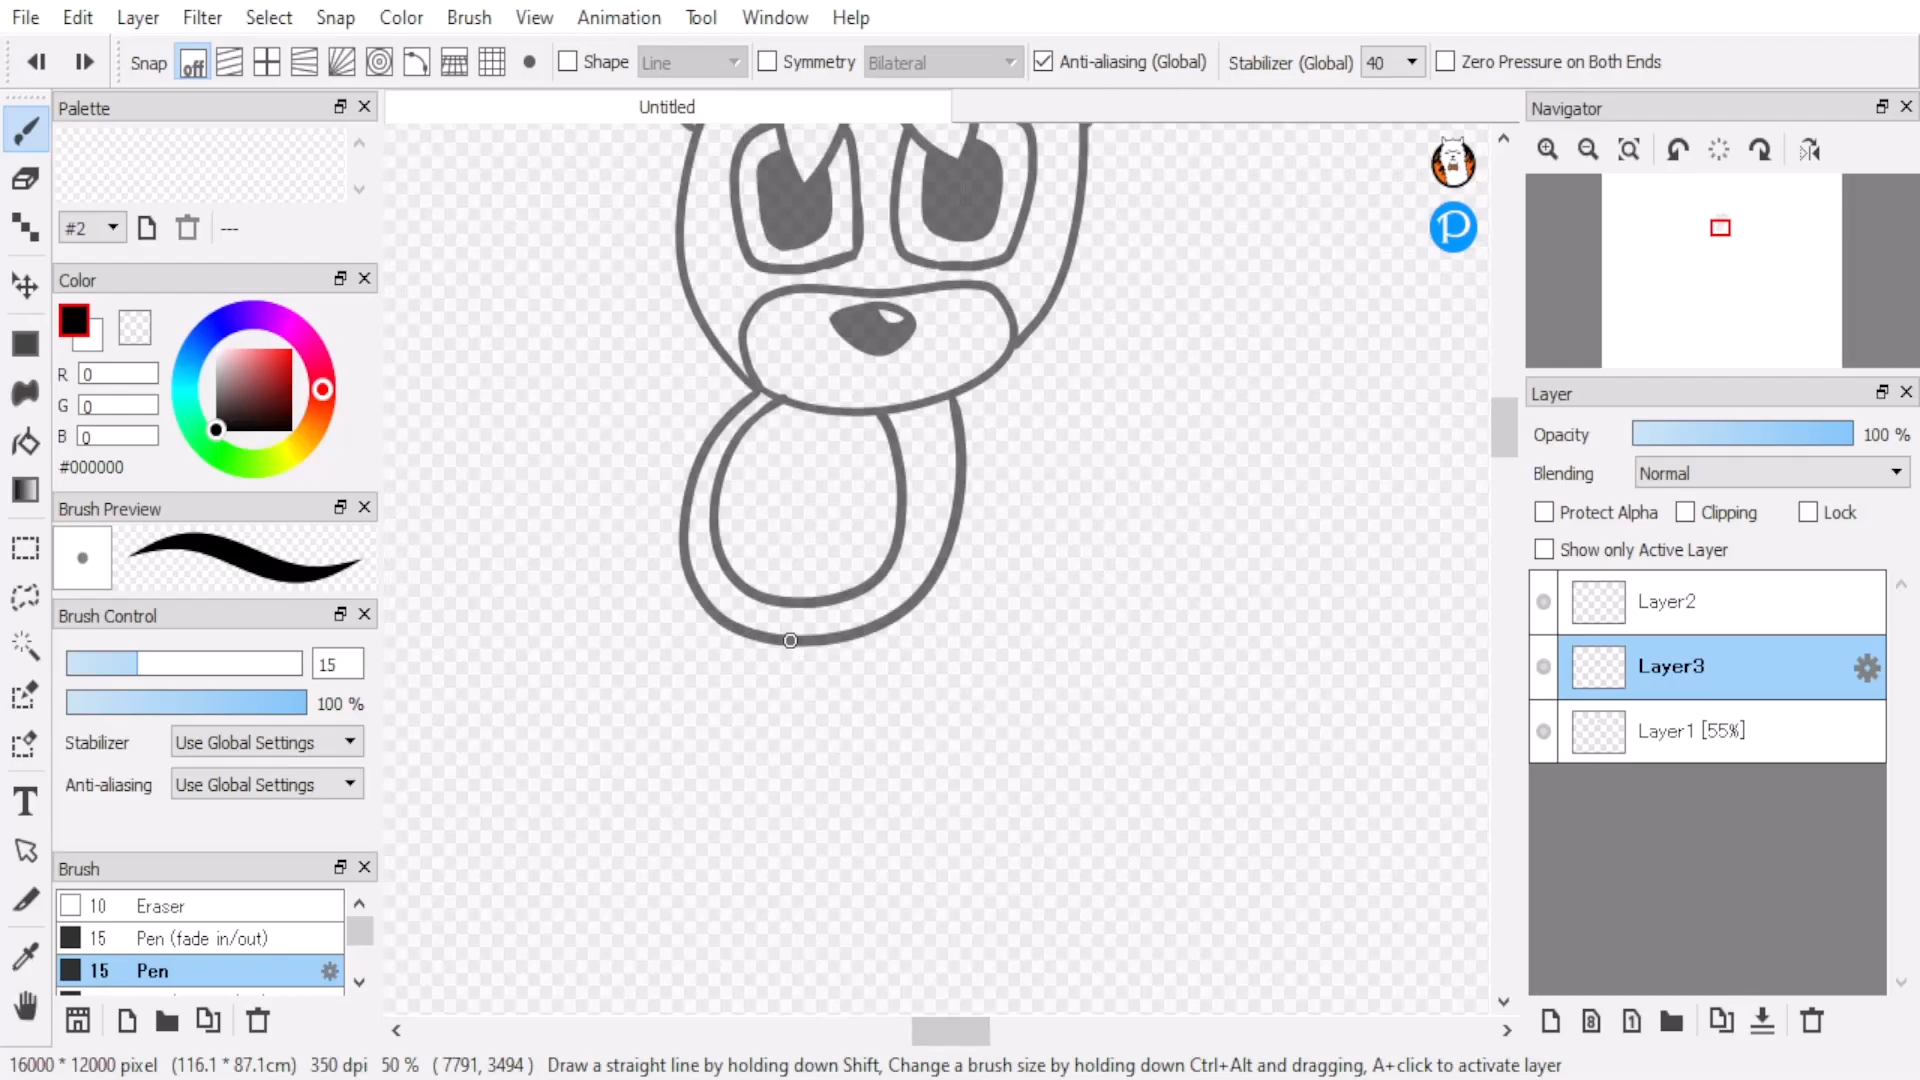 File Edit Layer Filter Select Snap Color Brush View Animation Tool Window Help
Snap off Shape Line Symmetry Bilateral Anti-aliasing (Global) Stabilizer (Global) 40 Zero Pressure on Both Ends
Palette
#2 ---
Color
R 0
G 0
B 0
#000000
Brush Preview
Brush Control
15
100 %
Stabilizer Use Global Settings
Anti-aliasing Use Global Settings
Brush
10 Eraser
15 Pen (fade in/out)
15 Pen
Untitled
P
Navigator
Layer
Opacity 100 %
Blending Normal
Protect Alpha Clipping Lock
Show only Active Layer
Layer2
Layer3
Layer1 [55%]
T
8 1
16000 * 12000 pixel (116.1 * 87.1cm) 350 dpi 50 % ( 7791, 3494 ) Draw a straight line by holding down Shift, Change a brush size by holding down Ctrl+Alt and dragging, A+click to activate layer